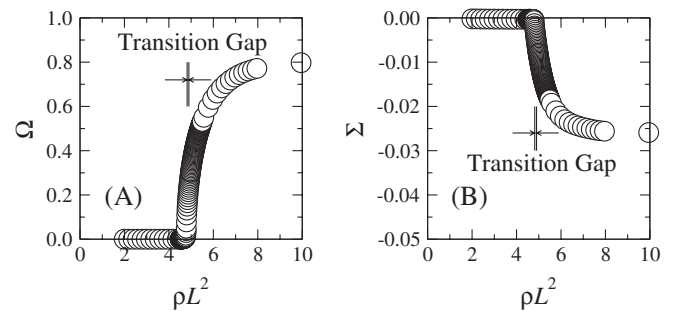 1.0
0.8
0.6
0.4
0.2
0.0
Ω
Transition Gap
(A)
0 2 4 6 8 10
ρL²
0.00
-0.01
-0.02
-0.03
-0.04
-0.05
Σ
Transition Gap
(B)
0 2 4 6 8 10
ρL²